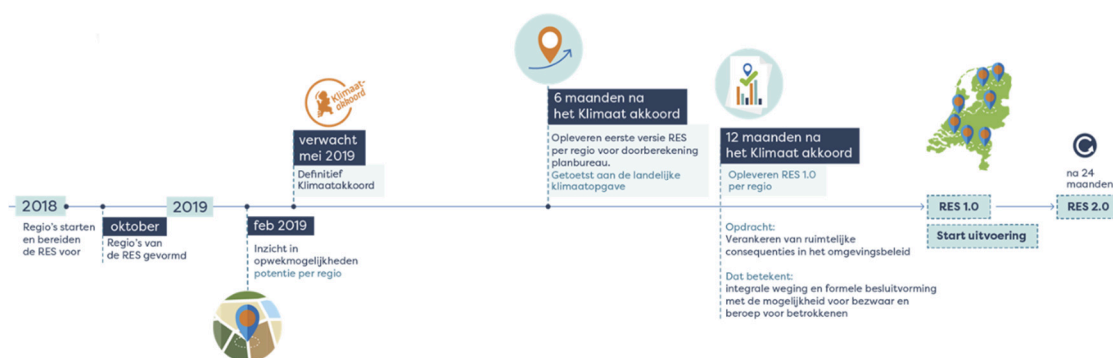 2018
Regio's starten
en bereiden
de RES voor
oktober
Regio's van
de RES gevormd
2019
feb 2019
Inzicht in
opwekmogelijkheden
potentie per regio
Klimaat-
akkoord
verwacht
mei 2019
Definitief
Klimaatakkoord
6 maanden na
het Klimaat akkoord
Opleveren eerste versie RES
per regio voor doorberekening
planbureau.
Getoetst aan de landelijke
klimaatopgave
12 maanden na
het Klimaat akkoord
Opleveren RES 1.0
per regio
Opdracht:
Verankeren van ruimtelijke
consequenties in het omgevingsbeleid
Dat betekent:
integrale weging en formele besluitvorming
met de mogelijkheid voor bezwaar en
beroep voor betrokkenen
RES 1.0
Start uitvoering
na 24
maanden
RES 2.0